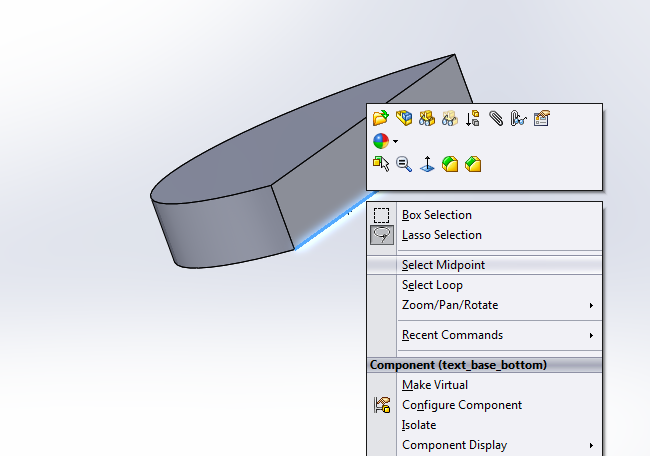 Box Selection
Lasso Selection
Select Midpoint
Select Loop
Zoom/Pan/Rotate
Recent Commands
Component (text_base_bottom)
Make Virtual
Configure Component
Isolate
Component Display